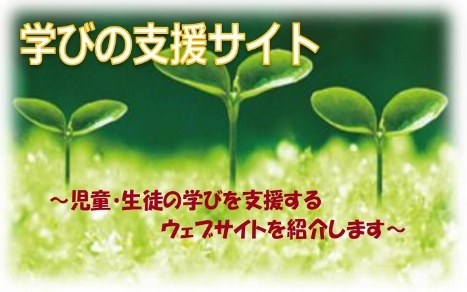 学びの支援サイト
～児童・生徒の学びを支援する
ウェブサイトを紹介します～